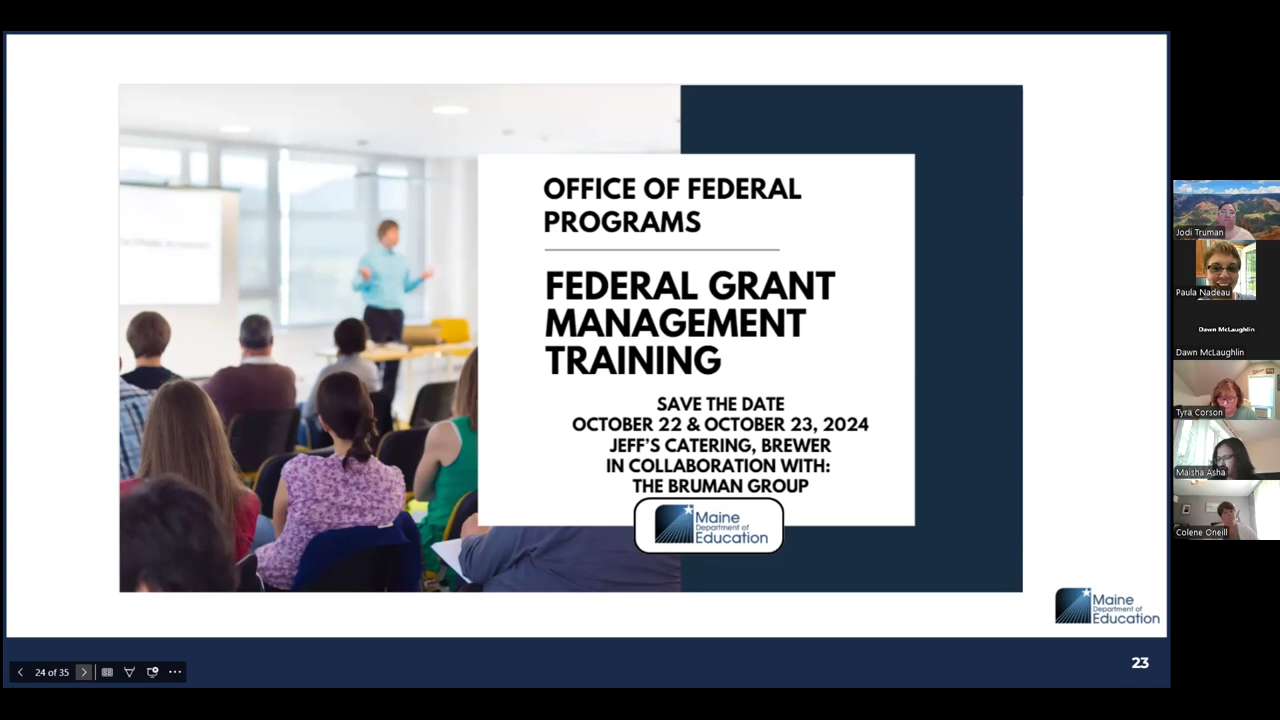 OFFICE OF FEDERAL
PROGRAMS
FEDERAL GRANT
MANAGEMENT
TRAINING
SAVE THE DATE
OCTOBER 22 & OCTOBER 23, 2024
JEFF'S CATERING, BREWER
IN COLLABORATION WITH:
THE BRUMAN GROUP
Maine
Department of
Education
Maine
Department of
Education
23
24 of 35
Jodi Truman
Paula Nadeau
Dawn McLaughlin
Dawn McLaughlin
Tyra Corson
Maisha Asha
Colene Oneill